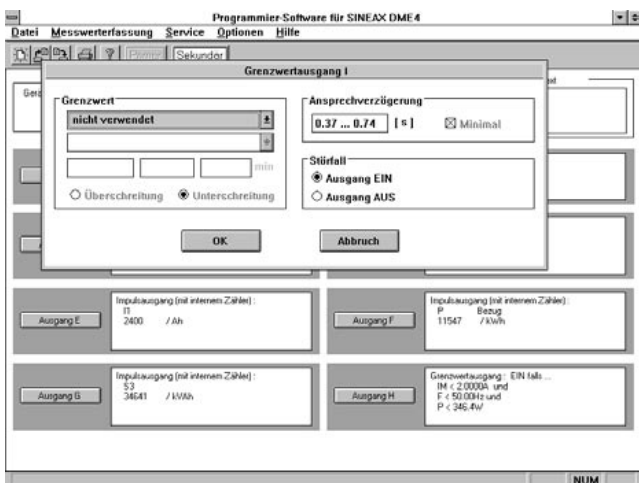 Programmier-Software für SINEAX DME4
Datei Messwerterfassung Service Optionen Hilfe
Primär Sekundär
Grenzwertausgang I
Grenzwert
nicht verwendet
min
Überschreitung Unterschreitung
Ansprechverzögerung
0.37 ... 0.74 [s] Minimal
Störfall
Ausgang EIN
Ausgang AUS
OK Abbruch
Ausgang E
Impulsausgang (mit internem Zähler) :
I1
2400 / Ah
Ausgang F
Impulsausgang (mit internem Zähler) :
P Bezug
11547 / kWh
Ausgang G
Impulsausgang (mit internem Zähler) :
S3
34641 / kVAh
Ausgang H
Grenzwertausgang : EIN falls ...
IM < 2.0000A und
F < 50.00Hz und
P < 346.4W
NUM